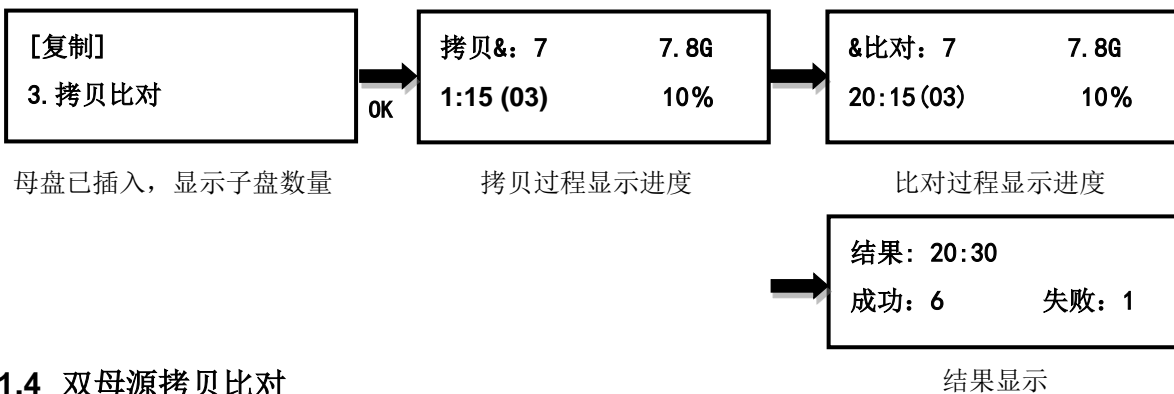 [复制]
3.拷贝比对
OK
拷贝&：7 7.8G
1:15 (03) 10%
&比对：7 7.8G
20:15(03) 10%
母盘已插入，显示子盘数量
拷贝过程显示进度
比对过程显示进度
结果: 20:30
成功：6 失败：1
结果显示
1.4 双母源拷贝比对